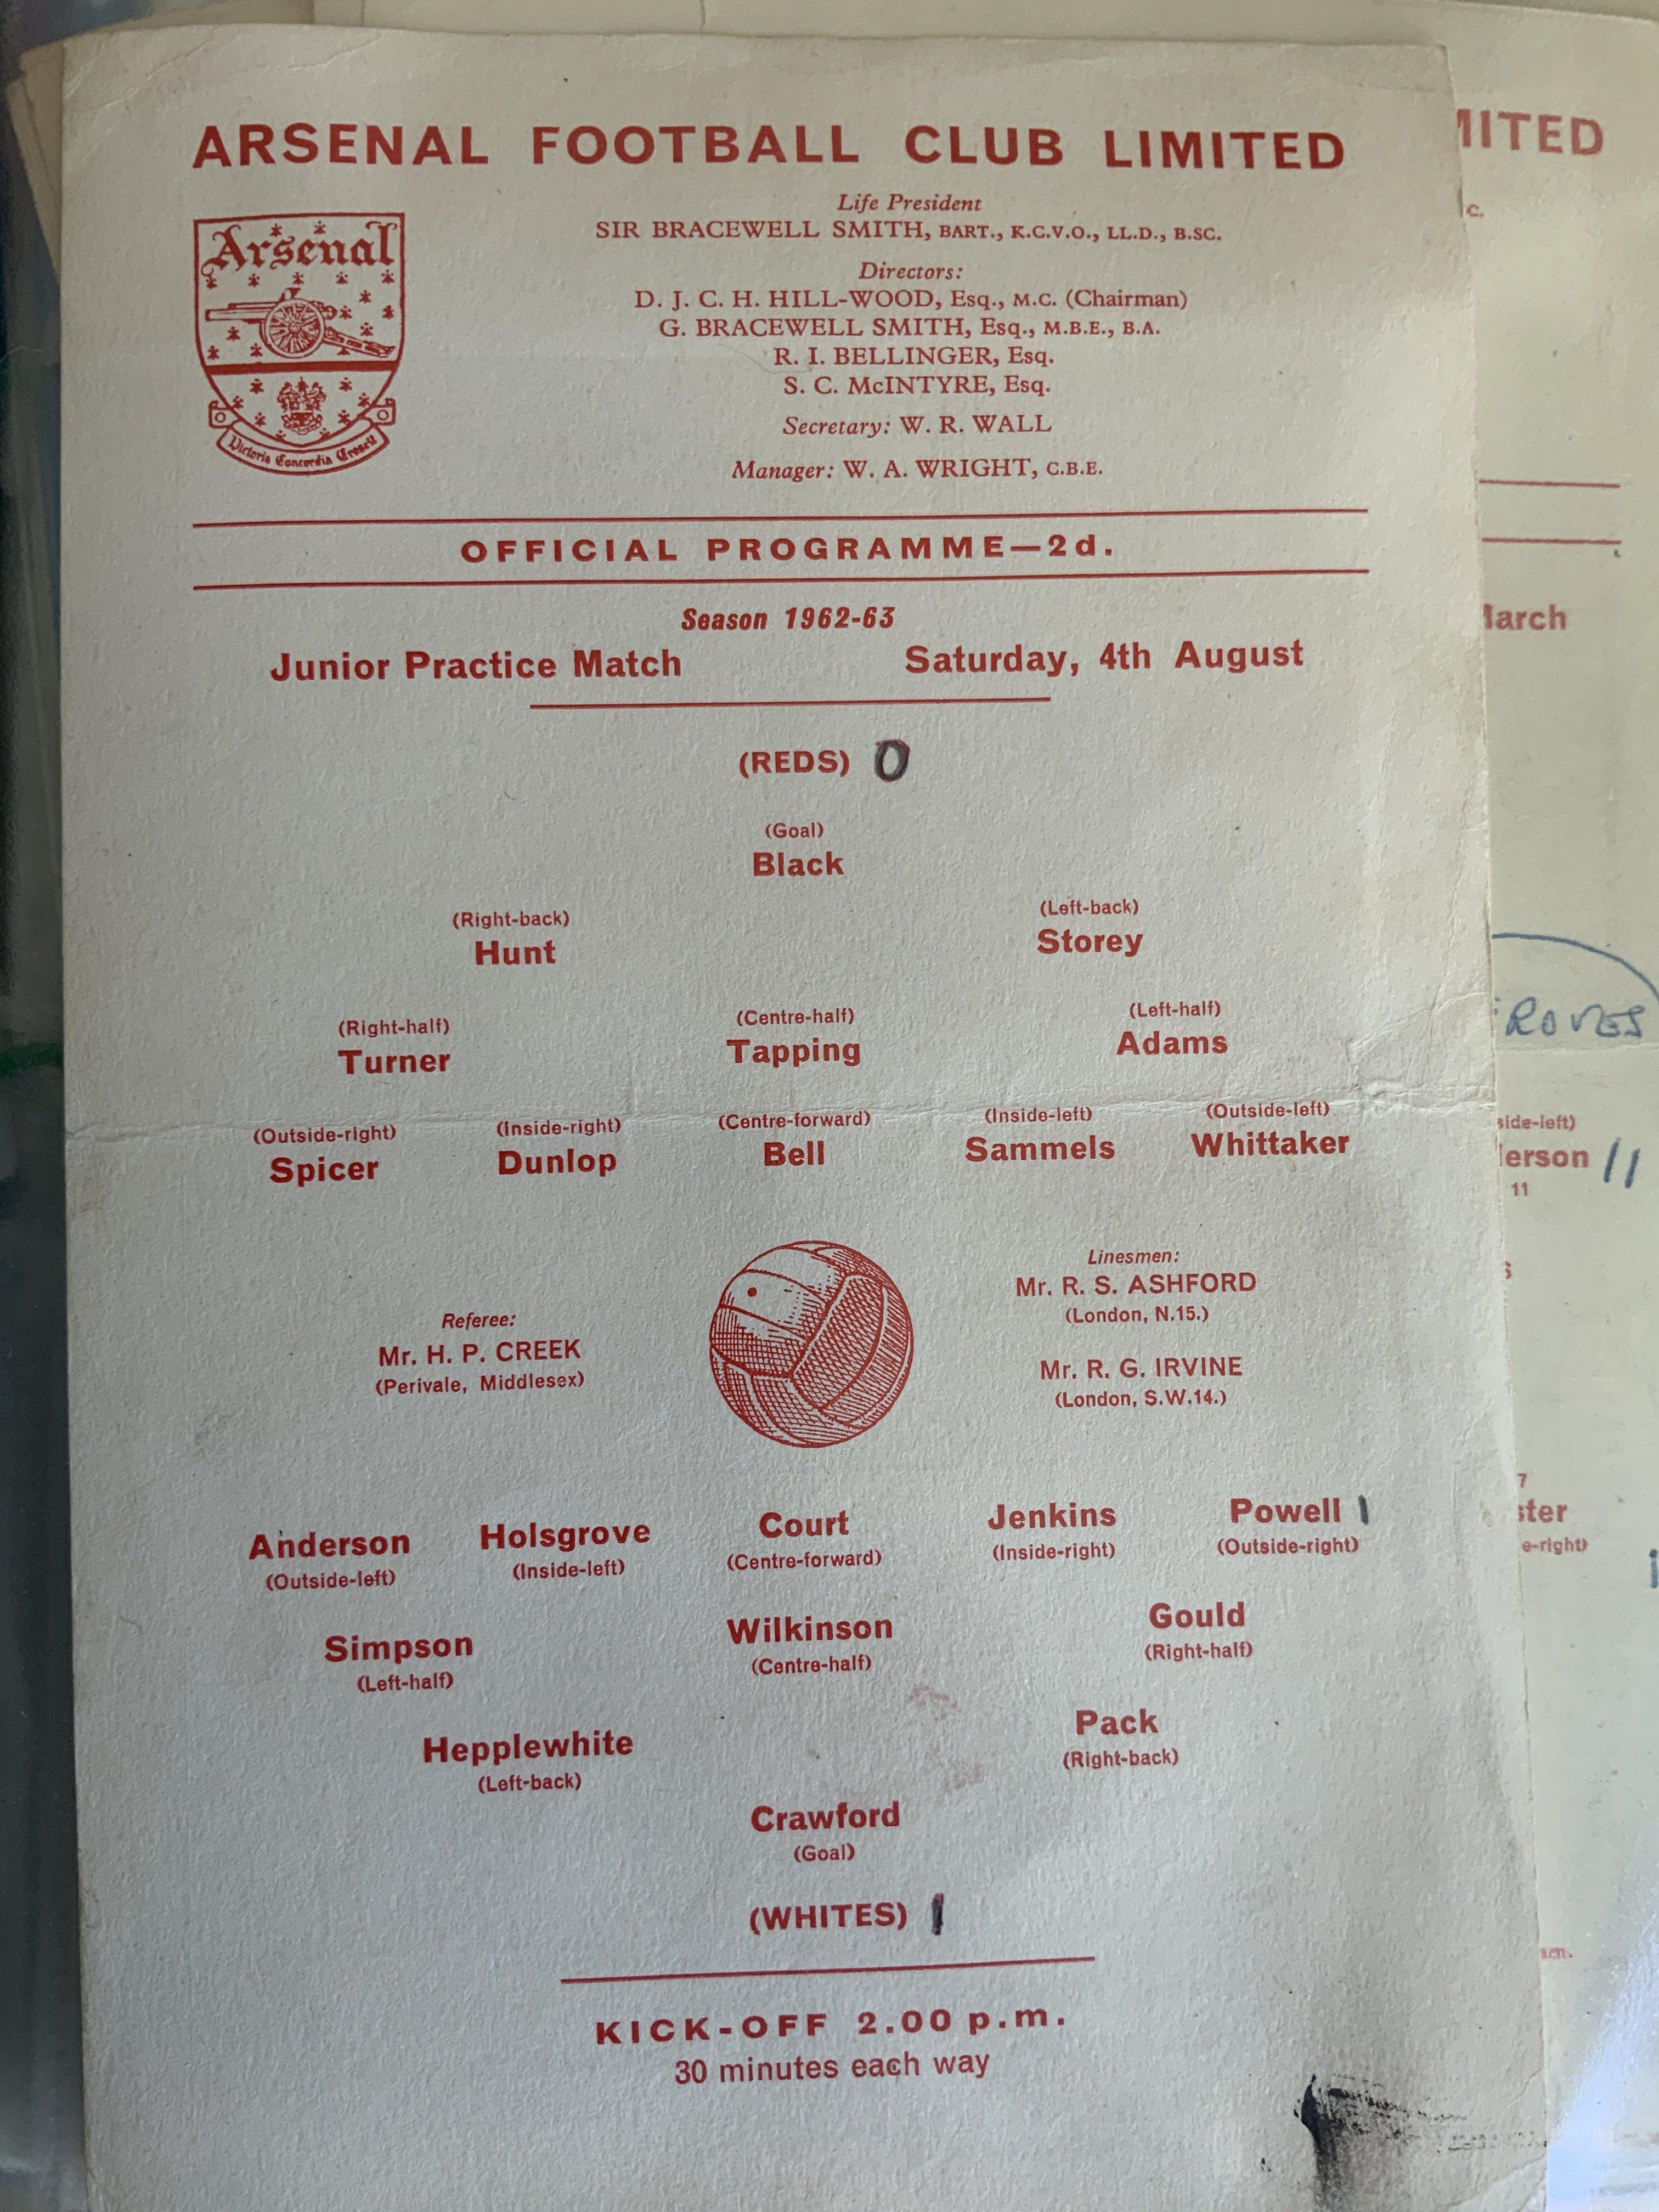 ARSENAL FOOTBALL CLUB LIMITED
Arsenal
Victoria Concordia Crescit
Life President
SIR BRACEWELL SMITH, BART., K.C.V.O., LL.D., B.SC.
Directors:
D. J. C. H. HILL-WOOD, Esq., M.C. (Chairman)
G. BRACEWELL SMITH, Esq., M.B.E., B.A.
R. I. BELLINGER, Esq.
S. C. McINTYRE, Esq.
Secretary: W. R. WALL
Manager: W. A. WRIGHT, C.B.E.
OFFICIAL PROGRAMME—2d.
Season 1962-63
Junior Practice Match Saturday, 4th August
(REDS) 0
(Goal)
Black
(Right-back) (Left-back)
Hunt Storey
(Right-half) (Centre-half) (Left-half)
Turner Tapping Adams
(Outside-right) (Inside-right) (Centre-forward) (Inside-left) (Outside-left)
Spicer Dunlop Bell Sammels Whittaker
Referee:
Mr. H. P. CREEK
(Perivale, Middlesex)
Linesmen:
Mr. R. S. ASHFORD
(London, N.15.)
Mr. R. G. IRVINE
(London, S.W.14.)
Anderson Holsgrove Court Jenkins Powell 1
(Outside-left) (Inside-left) (Centre-forward) (Inside-right) (Outside-right)
Simpson Wilkinson Gould
(Left-half) (Centre-half) (Right-half)
Hepplewhite Pack
(Left-back) (Right-back)
Crawford
(Goal)
(WHITES) 1
KICK-OFF 2.00 p.m.
30 minutes each way
MITED
c.
March
ROVES
side-left)
erson 11
11
7
ster
e-right)